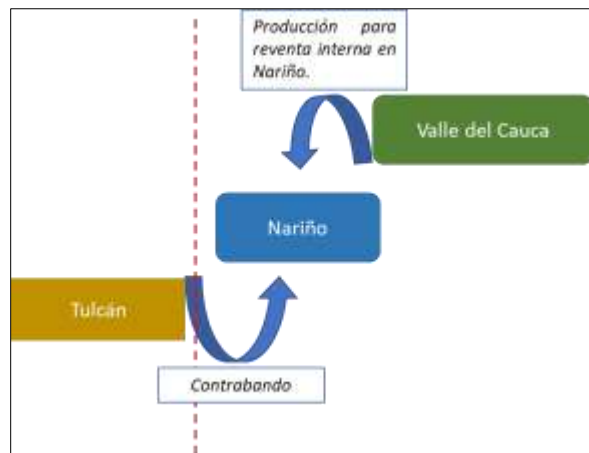 Producción para
reventa interna en
Nariño.
Valle del Cauca
Nariño
Tulcán
Contrabando